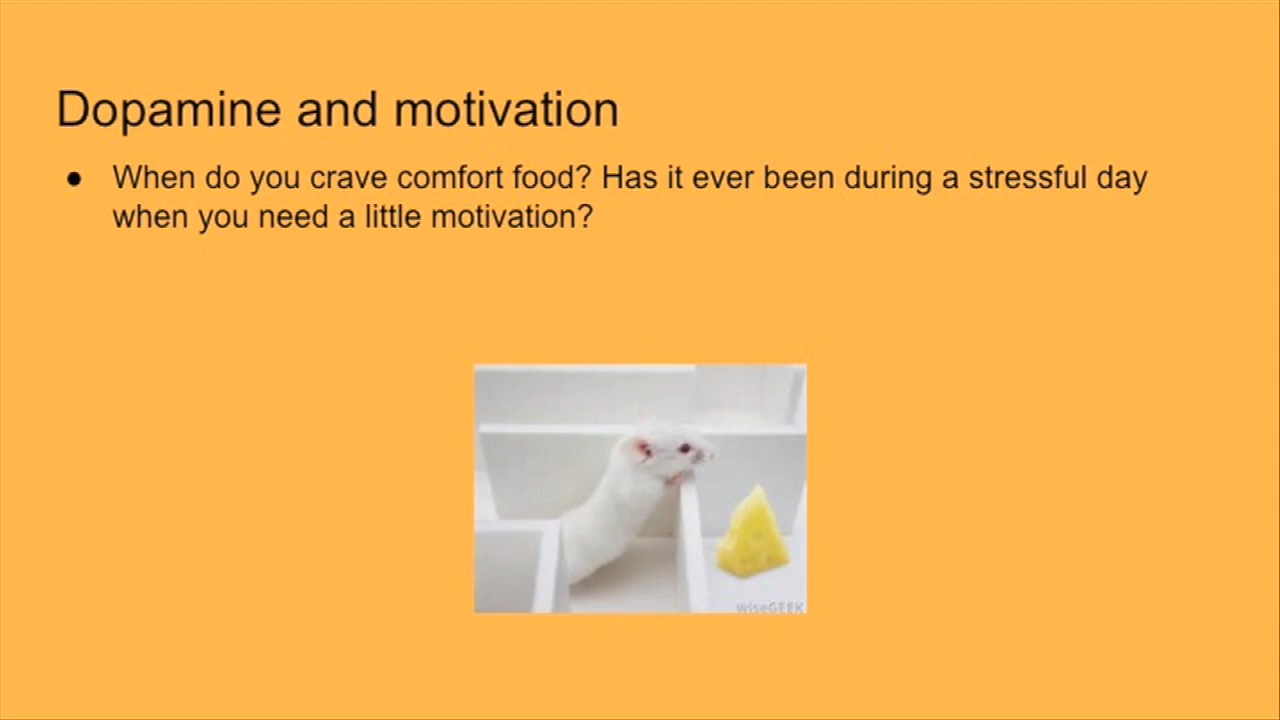 Dopamine and motivation
● When do you crave comfort food? Has it ever been during a stressful day
when you need a little motivation?
wiseGEEK